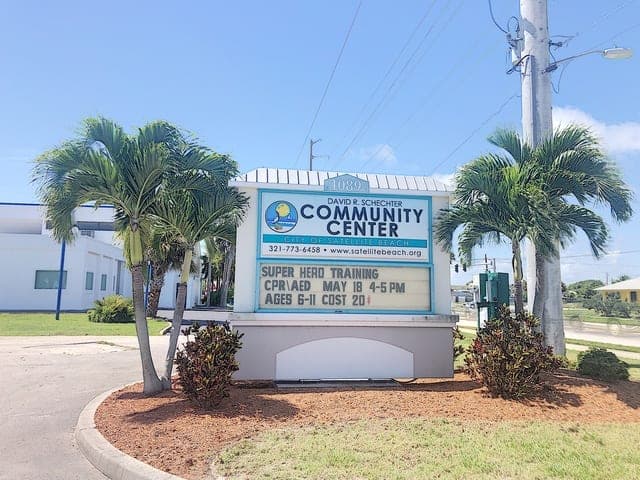 1089
DAVID R. SCHECHTER
COMMUNITY
CENTER
CITY OF SATELLITE BEACH
321-773-6458 • www.satellitebeach.org
SUPER HERO TRAINING
CPR/AED MAY 18 4-5 PM
AGES 6-11 COST 20